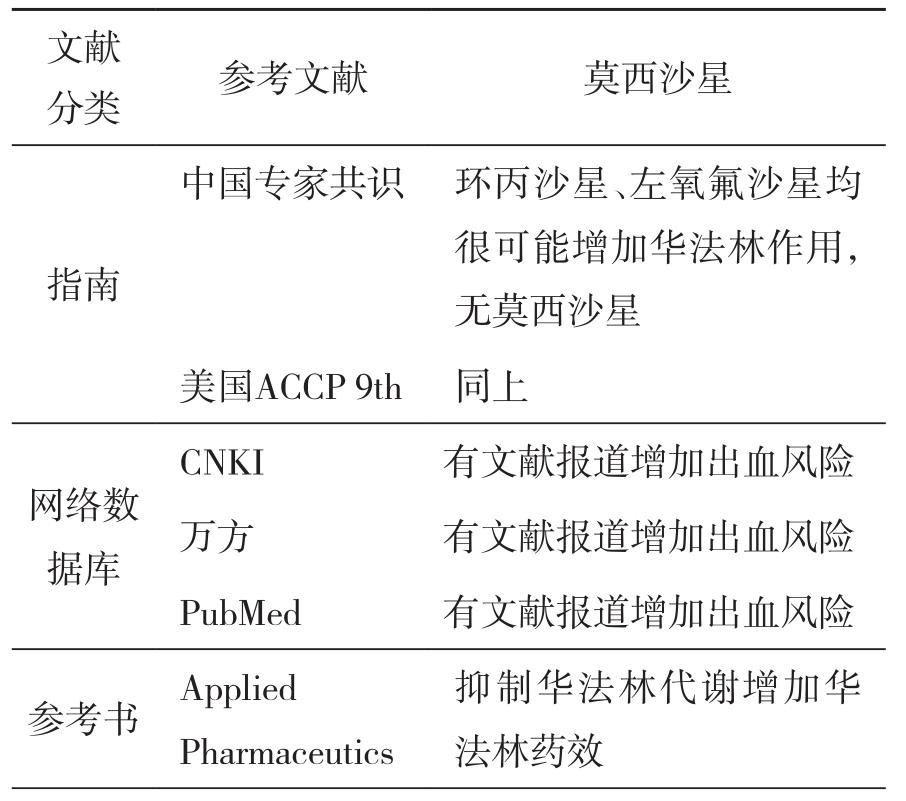 文献
分类
参考文献
莫西沙星
指南
中国专家共识
环丙沙星、左氧氟沙星均
很可能增加华法林作用，
无莫西沙星
美国ACCP 9th
同上
网络数
据库
CNKI
有文献报道增加出血风险
万方
有文献报道增加出血风险
PubMed
有文献报道增加出血风险
参考书
Applied
Pharmaceutics
抑制华法林代谢增加华
法林药效